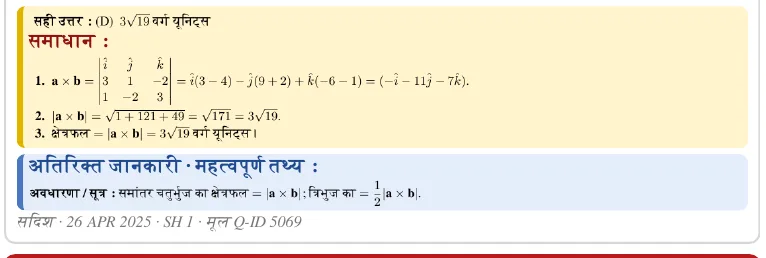 सही उत्तर : (D) 3√19 वर्ग यूनिट्स
समाधान :
1. a × b = |î ĵ k̂; 3 1 −2; 1 −2 3| = î(3 − 4) − ĵ(9 + 2) + k̂(−6 − 1) = (−î − 11ĵ − 7k̂).
2. |a × b| = √(1 + 121 + 49) = √171 = 3√19.
3. क्षेत्रफल = |a × b| = 3√19 वर्ग यूनिट्स।
अतिरिक्त जानकारी · महत्वपूर्ण तथ्य :
अवधारणा / सूत्र : समांतर चतुर्भुज का क्षेत्रफल = |a × b|; त्रिभुज का = 1/2|a × b|.
सदिश · 26 APR 2025 · SH 1 · मूल Q-ID 5069